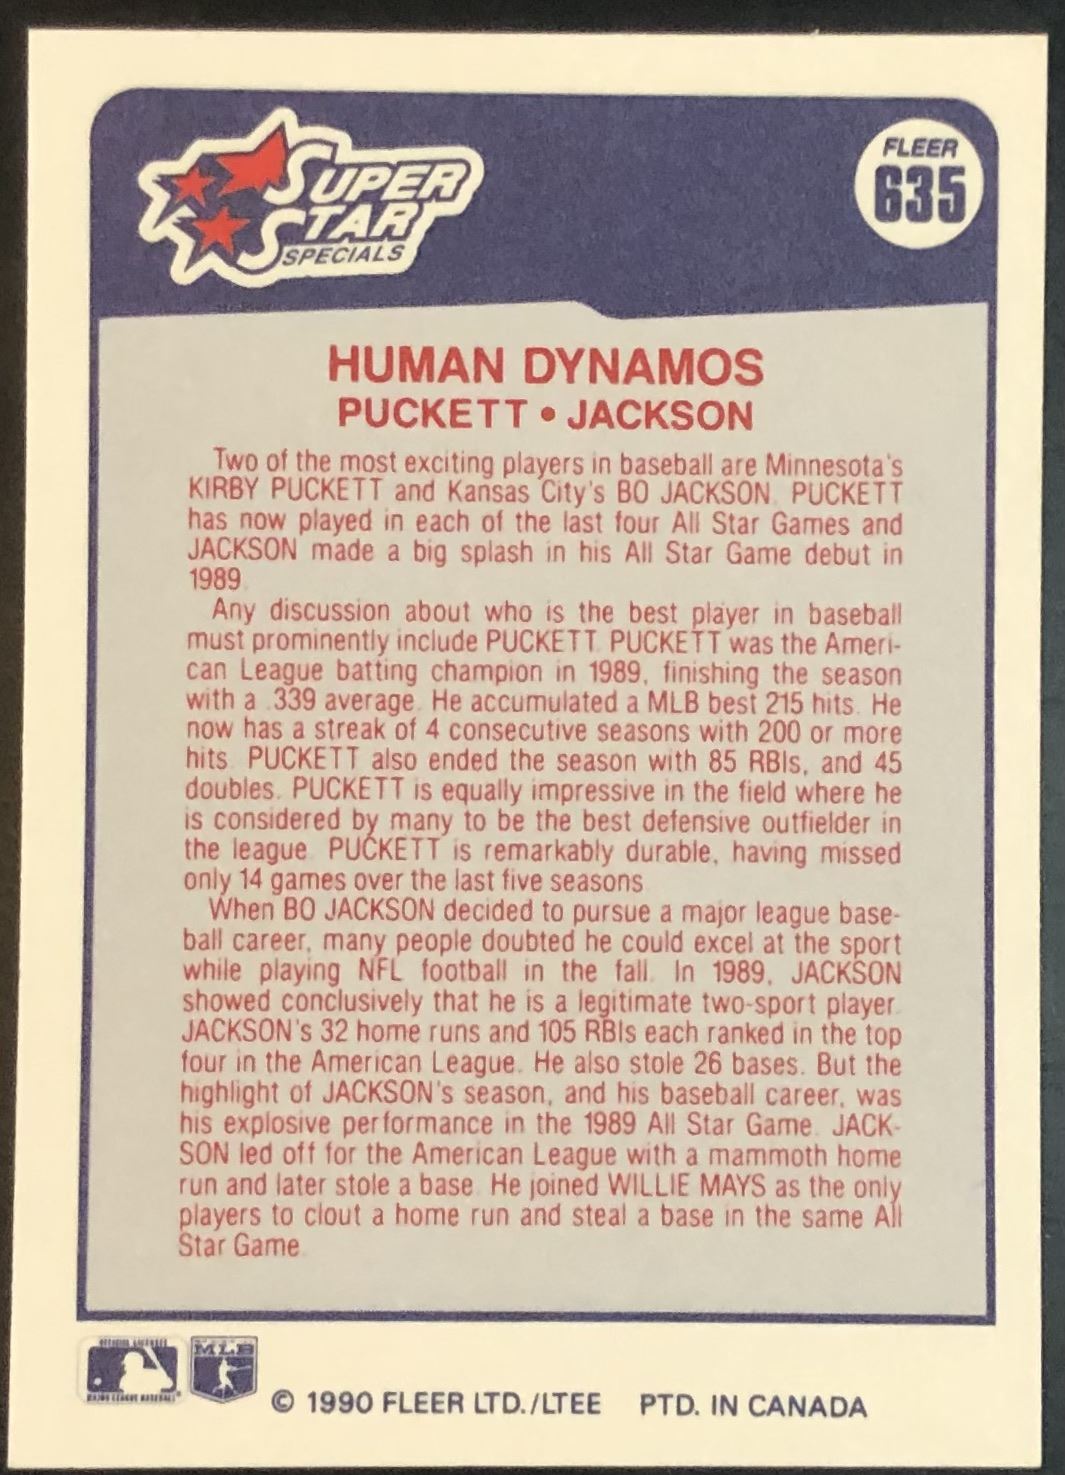 SUPER
STAR
SPECIALS
FLEER
635
HUMAN DYNAMOS
PUCKETT • JACKSON
Two of the most exciting players in baseball are Minnesota's
KIRBY PUCKETT and Kansas City's BO JACKSON. PUCKETT
has now played in each of the last four All Star Games and
JACKSON made a big splash in his All Star Game debut in
1989.
Any discussion about who is the best player in baseball
must prominently include PUCKETT. PUCKETT was the Ameri-
can League batting champion in 1989, finishing the season
with a .339 average. He accumulated a MLB best 215 hits. He
now has a streak of 4 consecutive seasons with 200 or more
hits. PUCKETT also ended the season with 85 RBIs, and 45
doubles. PUCKETT is equally impressive in the field where he
is considered by many to be the best defensive outfielder in
the league. PUCKETT is remarkably durable, having missed
only 14 games over the last five seasons.
When BO JACKSON decided to pursue a major league base-
ball career, many people doubted he could excel at the sport
while playing NFL football in the fall. In 1989, JACKSON
showed conclusively that he is a legitimate two-sport player.
JACKSON's 32 home runs and 105 RBIs each ranked in the top
four in the American League. He also stole 26 bases. But the
highlight of JACKSON's season, and his baseball career, was
his explosive performance in the 1989 All Star Game. JACK-
SON led off for the American League with a mammoth home
run and later stole a base. He joined WILLIE MAYS as the only
players to clout a home run and steal a base in the same All
Star Game.
OFFICIAL LICENSEE
MAJOR LEAGUE BASEBALL
MLB
© 1990 FLEER LTD./LTEE PTD. IN CANADA